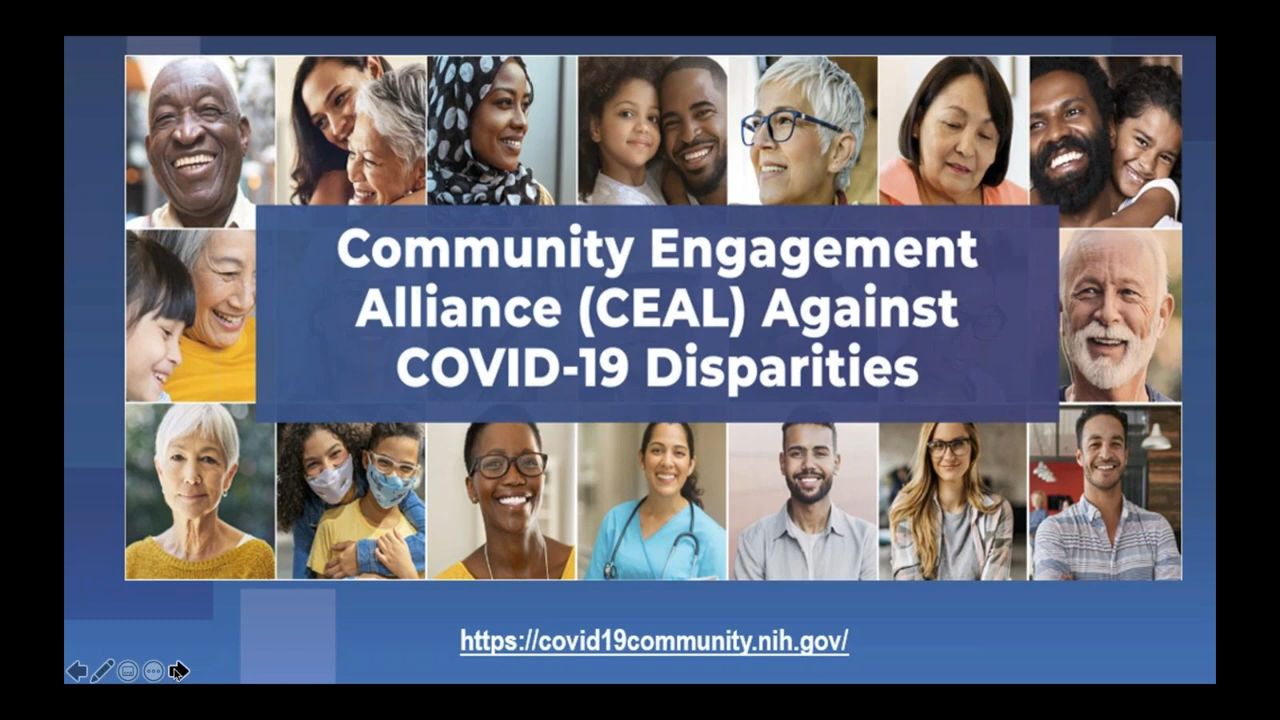 Community Engagement
Alliance (CEAL) Against
COVID-19 Disparities
https://covid19community.nih.gov/